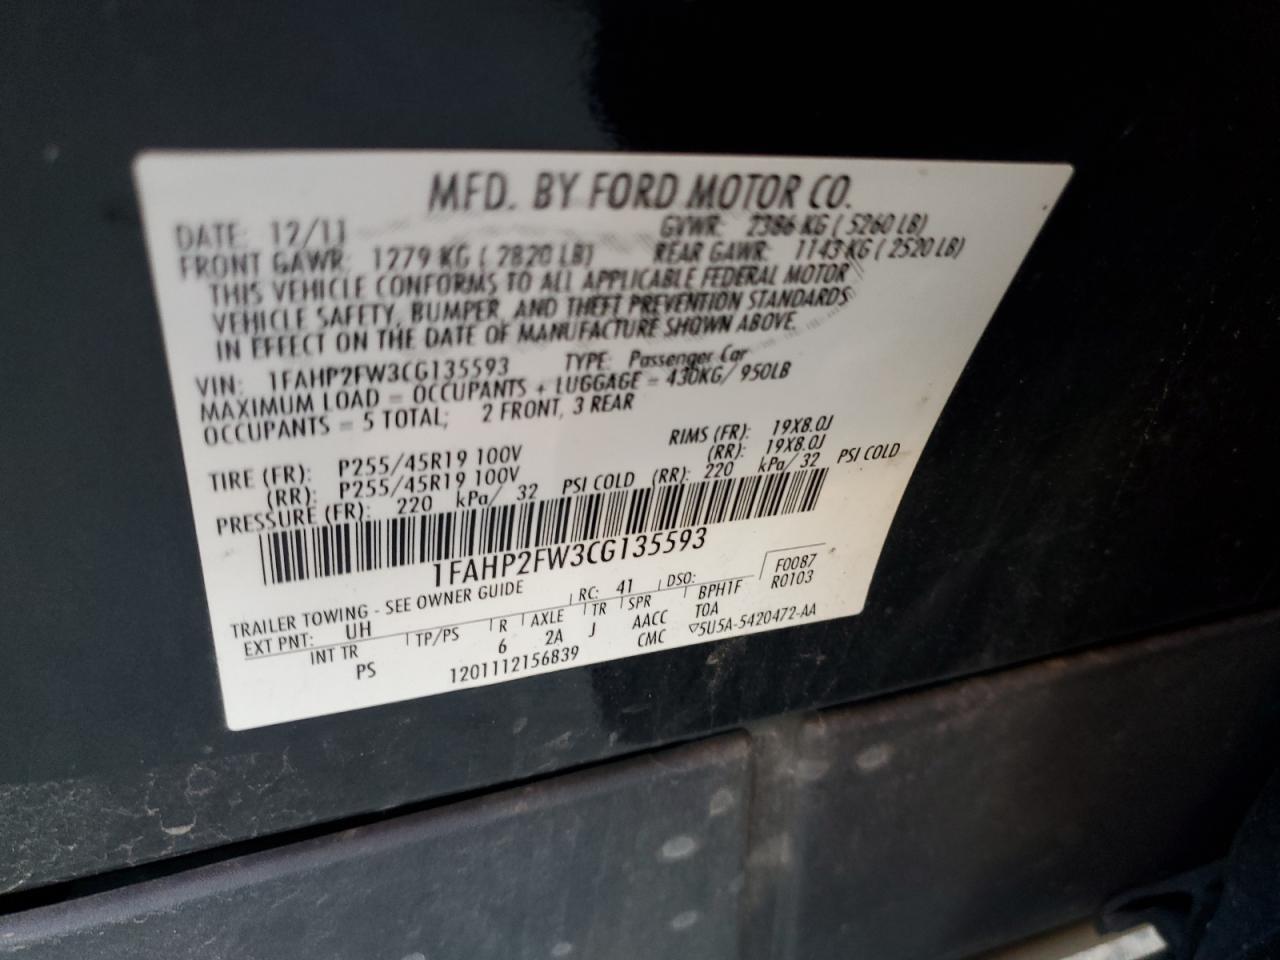 MFD. BY FORD MOTOR CO.
DATE: 12/11 GVWR: 2386 KG ( 5260 LB)
FRONT GAWR: 1279 KG ( 2820 LB) REAR GAWR: 1143 KG ( 2520 LB)
THIS VEHICLE CONFORMS TO ALL APPLICABLE FEDERAL MOTOR
VEHICLE SAFETY, BUMPER, AND THEFT PREVENTION STANDARDS
IN EFFECT ON THE DATE OF MANUFACTURE SHOWN ABOVE.
VIN: 1FAHP2FW3CG135593 TYPE: Passenger Car
MAXIMUM LOAD = OCCUPANTS + LUGGAGE = 430KG/ 950LB
OCCUPANTS = 5 TOTAL; 2 FRONT, 3 REAR
TIRE (FR): P255/45R19 100V RIMS (FR): 19X8.0J
(RR): P255/45R19 100V (RR): 19X8.0J
PRESSURE (FR): 220 kPa/ 32 PSI COLD (RR): 220 kPa/ 32 PSI COLD
1FAHP2FW3CG135593
TRAILER TOWING - SEE OWNER GUIDE F0087
EXT PNT: UH RC: 41 DSO: R0103
INT TR TP/PS R AXLE TR SPR BPH1F
PS 6 2A J AACC TOA
1201112156839 CMC ▽5U5A-5420472-AA